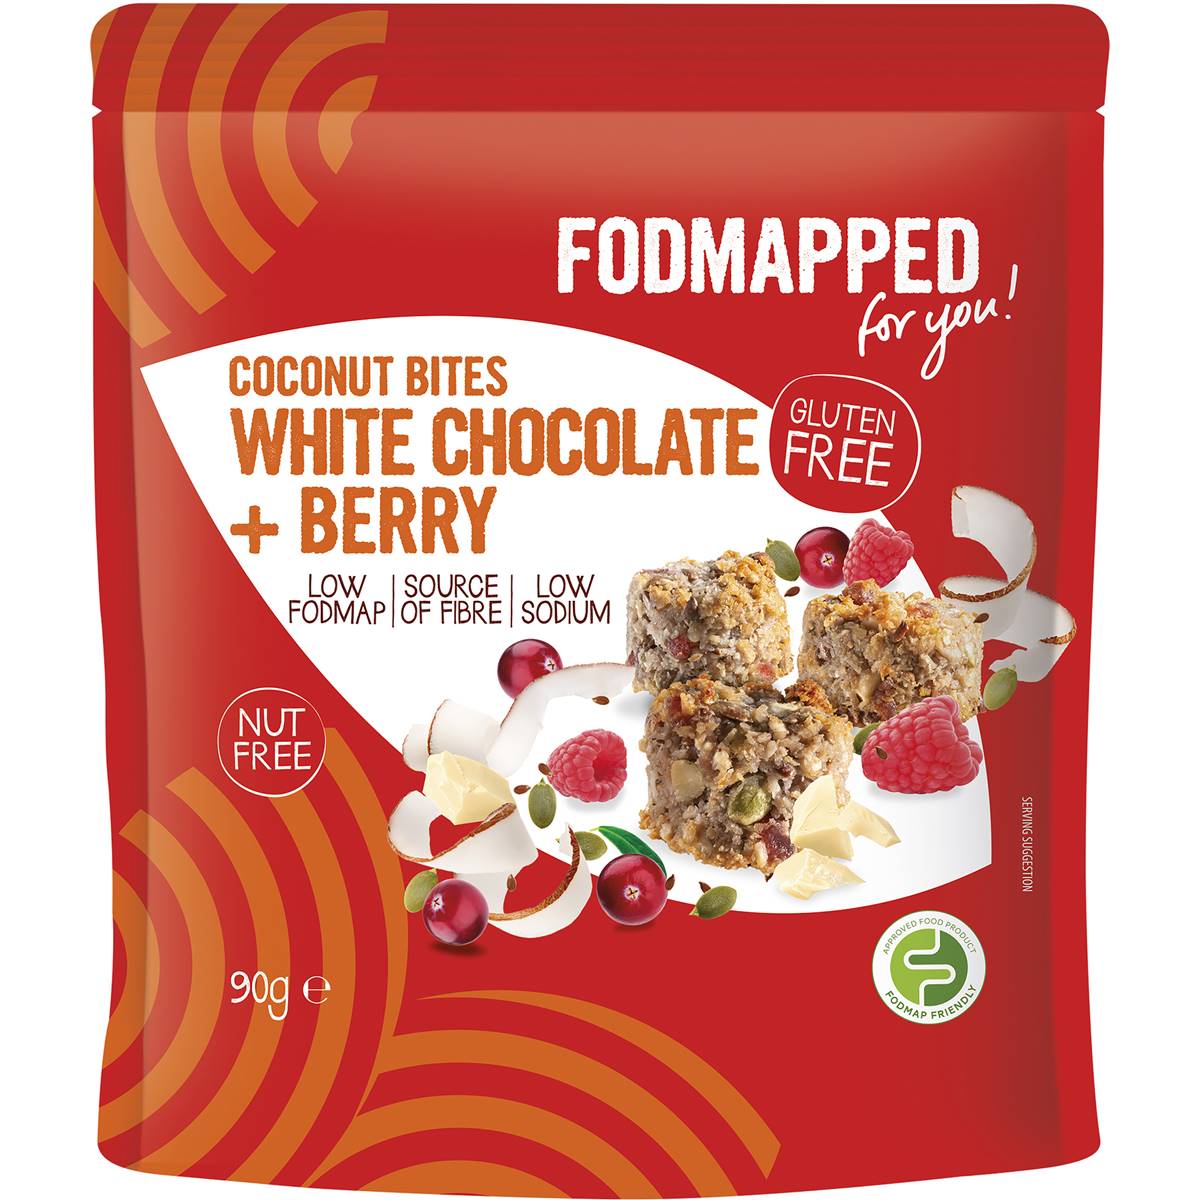 FODMAPPED
for you!
COCONUT BITES
WHITE CHOCOLATE
+ BERRY
GLUTEN
FREE
LOW
FODMAP
SOURCE
OF FIBRE
LOW
SODIUM
NUT
FREE
SERVING SUGGESTION
90g ℮
APPROVED FOOD PRODUCT
FODMAP FRIENDLY